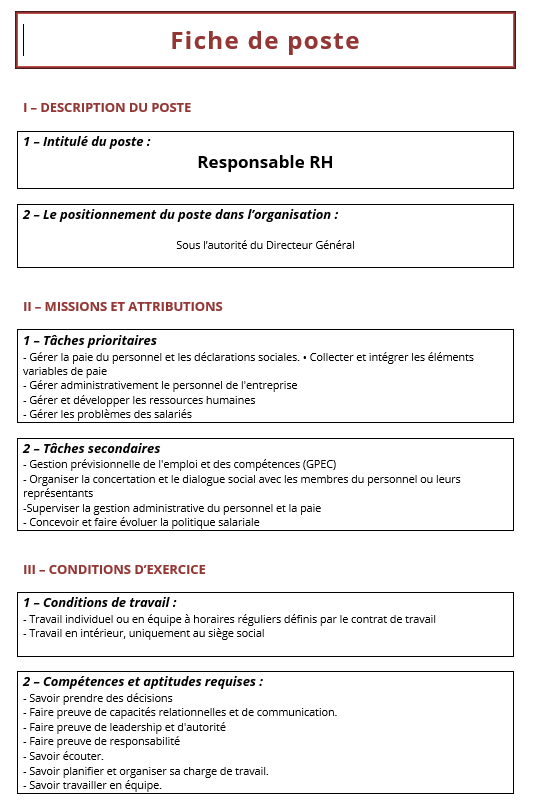 Fiche de poste
I – DESCRIPTION DU POSTE
1 – Intitulé du poste :
Responsable RH
2 – Le positionnement du poste dans l’organisation :
Sous l’autorité du Directeur Général
II – MISSIONS ET ATTRIBUTIONS
1 – Tâches prioritaires
- Gérer la paie du personnel et les déclarations sociales. • Collecter et intégrer les éléments
variables de paie
- Gérer administrativement le personnel de l'entreprise
- Gérer et développer les ressources humaines
- Gérer les problèmes des salariés
2 – Tâches secondaires
- Gestion prévisionnelle de l'emploi et des compétences (GPEC)
- Organiser la concertation et le dialogue social avec les membres du personnel ou leurs
représentants
-Superviser la gestion administrative du personnel et la paie
- Concevoir et faire évoluer la politique salariale
III – CONDITIONS D’EXERCICE
1 – Conditions de travail :
- Travail individuel ou en équipe à horaires réguliers définis par le contrat de travail
- Travail en intérieur, uniquement au siège social
2 – Compétences et aptitudes requises :
- Savoir prendre des décisions
- Faire preuve de capacités relationnelles et de communication.
- Faire preuve de leadership et d'autorité
- Faire preuve de responsabilité
- Savoir écouter.
- Savoir planifier et organiser sa charge de travail.
- Savoir travailler en équipe.